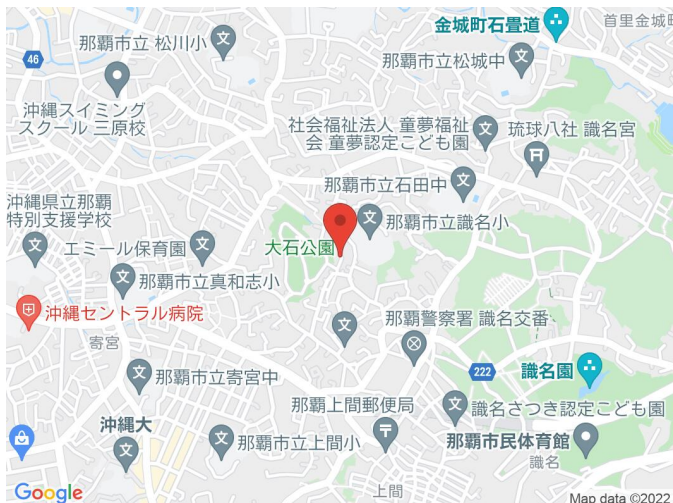 金城町石畳道
首里金城町
那覇市立 松川小
46
那覇市立松城中
沖縄スイミング
スクール 三原校
社会福祉法人 童夢福祉
会 童夢認定こども園
琉球八社 識名宮
那覇市立石田中
沖縄県立那覇
特別支援学校
那覇市立識名小
エミール保育園
大石公園
那覇市立真和志小
沖縄セントラル病院
那覇警察署 識名交番
寄宮
222
識名園
那覇市立寄宮中
那覇上間郵便局
識名さつき認定こども園
沖縄大
那覇市立上間小
那覇市民体育館
識名
上間
Google
Map data ©2022